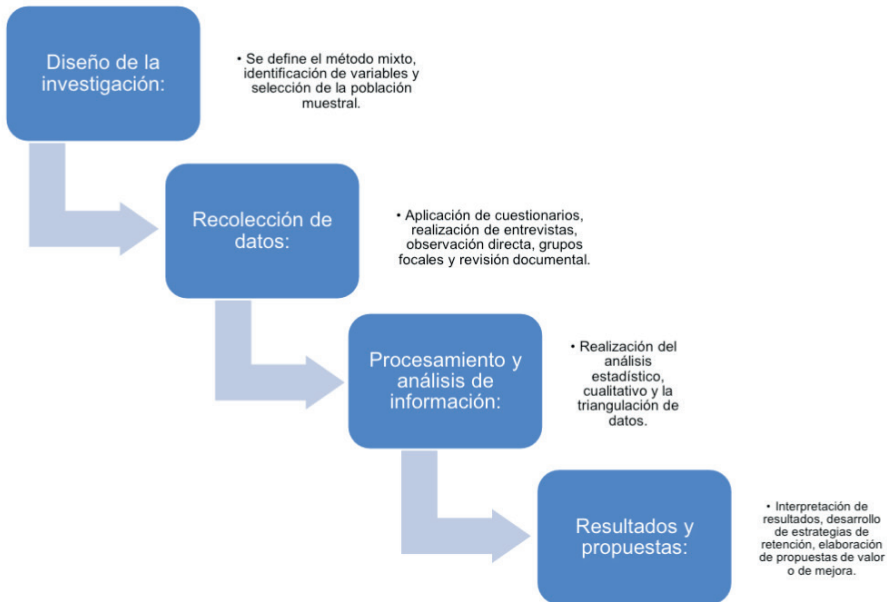 Diseño de la
investigación:
• Se define el método mixto,
identificación de variables y
selección de la población
muestral.
Recolección de
datos:
• Aplicación de cuestionarios,
realización de entrevistas,
observación directa, grupos
focales y revisión documental.
Procesamiento y
análisis de
información:
• Realización del
análisis
estadístico,
cualitativo y la
triangulación de
datos.
Resultados y
propuestas:
• Interpretación de
resultados, desarrollo
de estrategias de
retención, elaboración
de propuestas de valor
o de mejora.